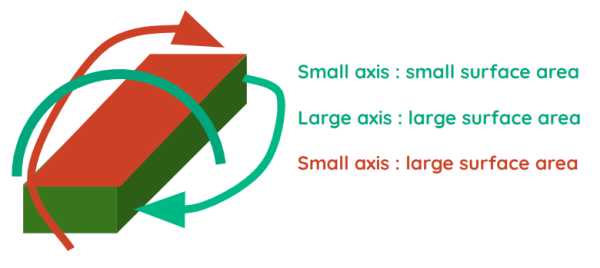 Small axis : small surface area
Large axis : large surface area
Small axis : large surface area